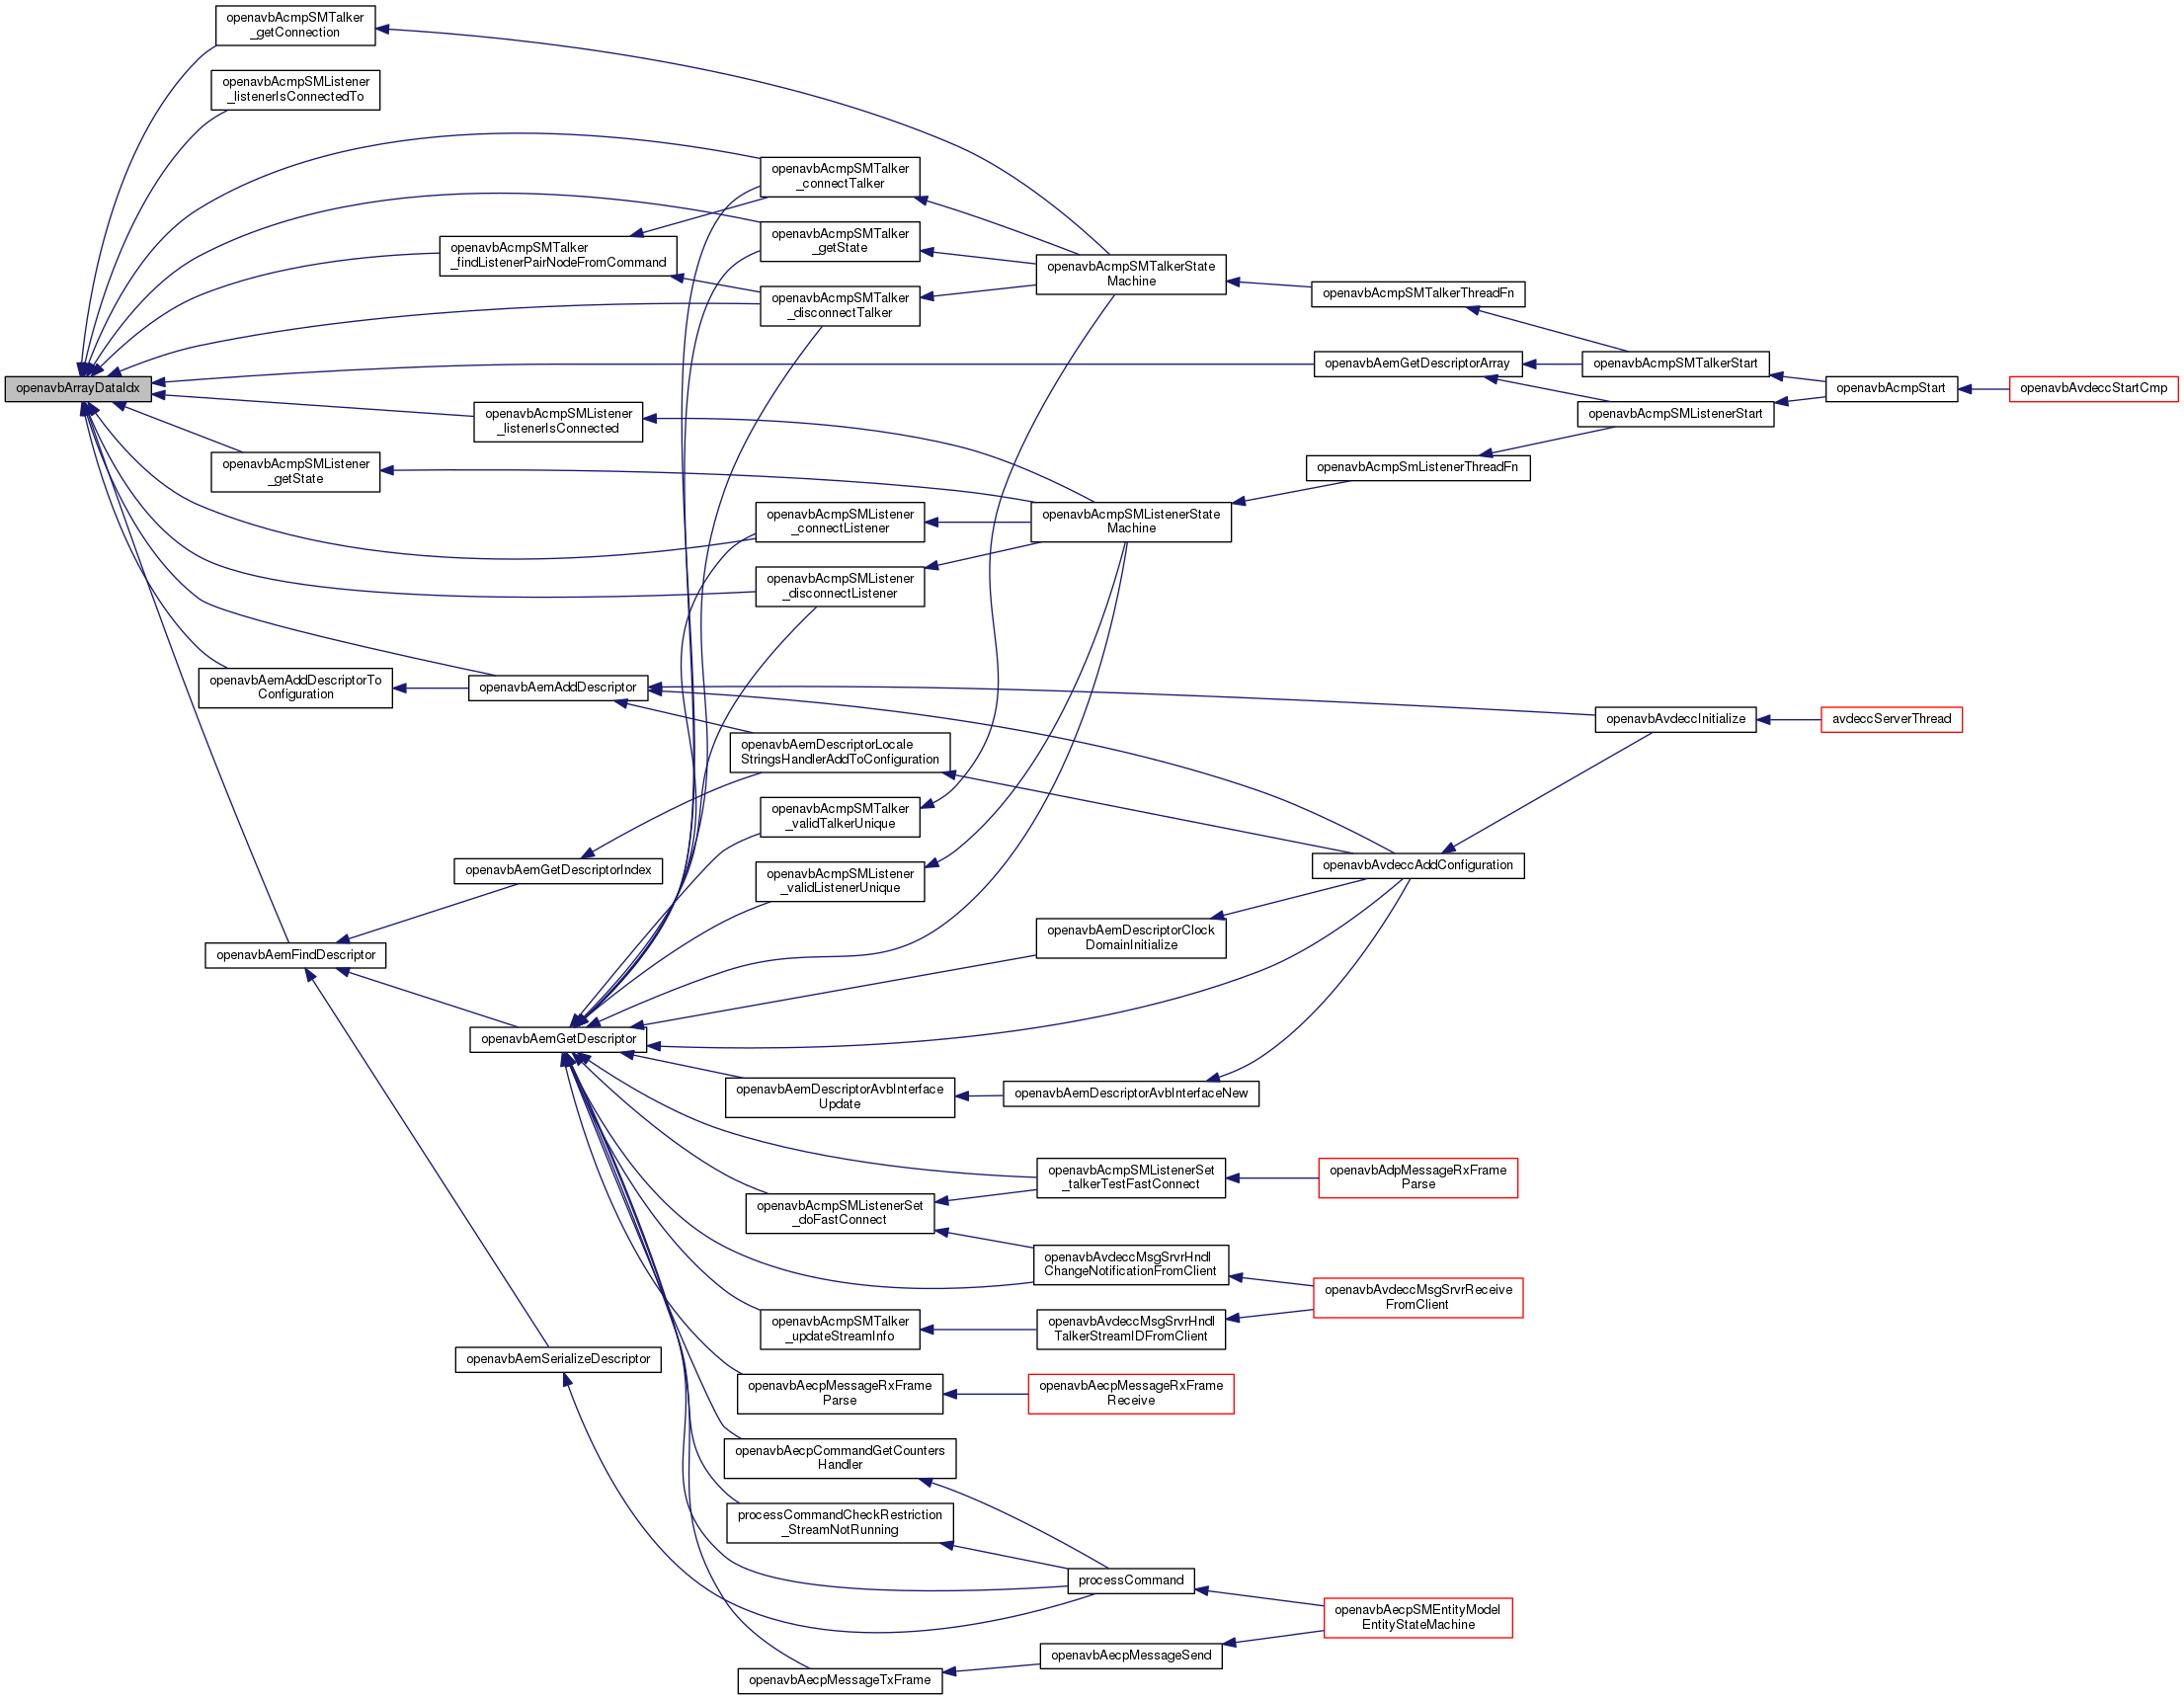 openavbAcmpSMTalker
_getConnection
openavbAcmpSMListener
_listenerIsConnectedTo
openavbAcmpSMTalker
_connectTalker
openavbAcmpSMTalker
_getState
openavbAcmpSMTalker
_findListenerPairNodeFromCommand
openavbAcmpSMTalkerState
Machine
openavbAcmpSMTalker
_disconnectTalker
openavbAcmpSMTalkerThreadFn
openavbArrayDataIdx
openavbAemGetDescriptorArray
openavbAcmpSMTalkerStart
openavbAcmpStart
openavbAvdeccStartCmp
openavbAcmpSMListener
_listenerIsConnected
openavbAcmpSMListenerStart
openavbAcmpSMListener
_getState
openavbAcmpSmListenerThreadFn
openavbAcmpSMListener
_connectListener
openavbAcmpSMListenerState
Machine
openavbAcmpSMListener
_disconnectListener
openavbAemAddDescriptorTo
Configuration
openavbAemAddDescriptor
openavbAvdeccInitialize
avdeccServerThread
openavbAemDescriptorLocale
StringsHandlerAddToConfiguration
openavbAcmpSMTalker
_validTalkerUnique
openavbAemGetDescriptorIndex
openavbAcmpSMListener
_validListenerUnique
openavbAvdeccAddConfiguration
openavbAemFindDescriptor
openavbAemDescriptorClock
DomainInitialize
openavbAemGetDescriptor
openavbAemDescriptorAvbInterface
Update
openavbAemDescriptorAvbInterfaceNew
openavbAcmpSMListenerSet
_talkerTestFastConnect
openavbAdpMessageRxFrame
Parse
openavbAcmpSMListenerSet
_doFastConnect
openavbAvdeccMsgSrvrHndl
ChangeNotificationFromClient
openavbAvdeccMsgSrvrReceive
FromClient
openavbAcmpSMTalker
_updateStreamInfo
openavbAvdeccMsgSrvrHndl
TalkerStreamIDFromClient
openavbAemSerializeDescriptor
openavbAecpMessageRxFrame
Parse
openavbAecpMessageRxFrame
Receive
openavbAecpCommandGetCounters
Handler
processCommandCheckRestriction
_StreamNotRunning
processCommand
openavbAecpSMEntityModel
EntityStateMachine
openavbAecpMessageSend
openavbAecpMessageTxFrame